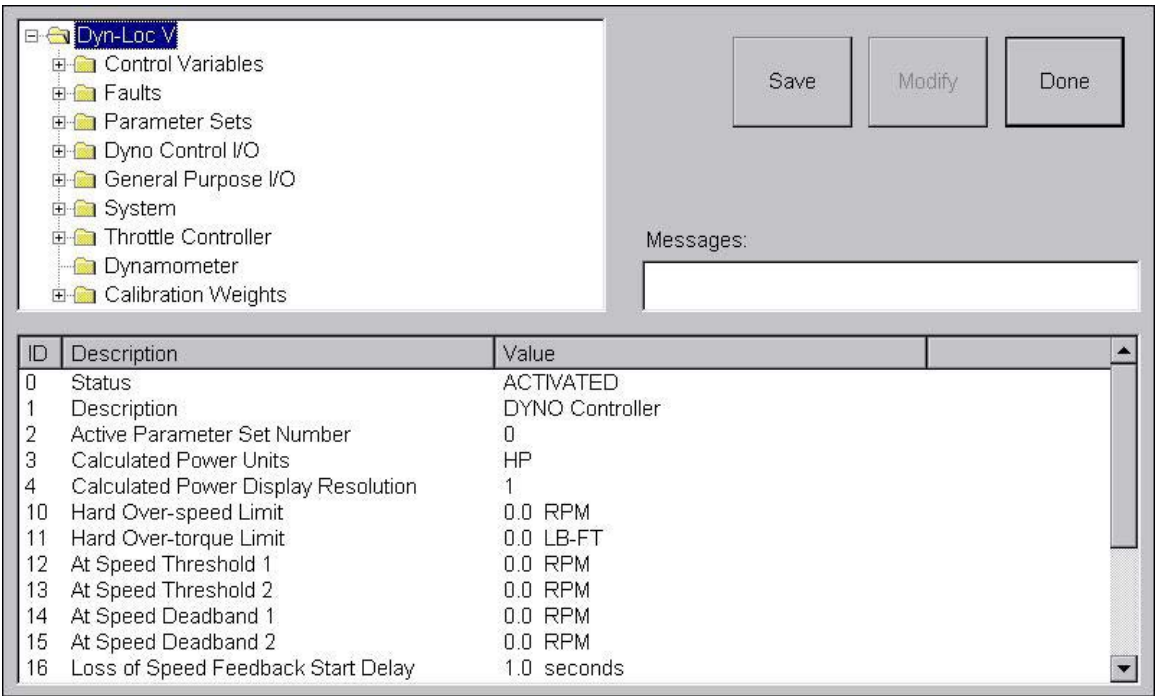 Dyn-Loc V
Control Variables
Faults
Parameter Sets
Dyno Control I/O
General Purpose I/O
System
Throttle Controller
Dynamometer
Calibration Weights
Save
Modify
Done
Messages:
ID Description Value
0 Status ACTIVATED
1 Description DYNO Controller
2 Active Parameter Set Number 0
3 Calculated Power Units HP
4 Calculated Power Display Resolution 1
10 Hard Over-speed Limit 0.0 RPM
11 Hard Over-torque Limit 0.0 LB-FT
12 At Speed Threshold 1 0.0 RPM
13 At Speed Threshold 2 0.0 RPM
14 At Speed Deadband 1 0.0 RPM
15 At Speed Deadband 2 0.0 RPM
16 Loss of Speed Feedback Start Delay 1.0 seconds